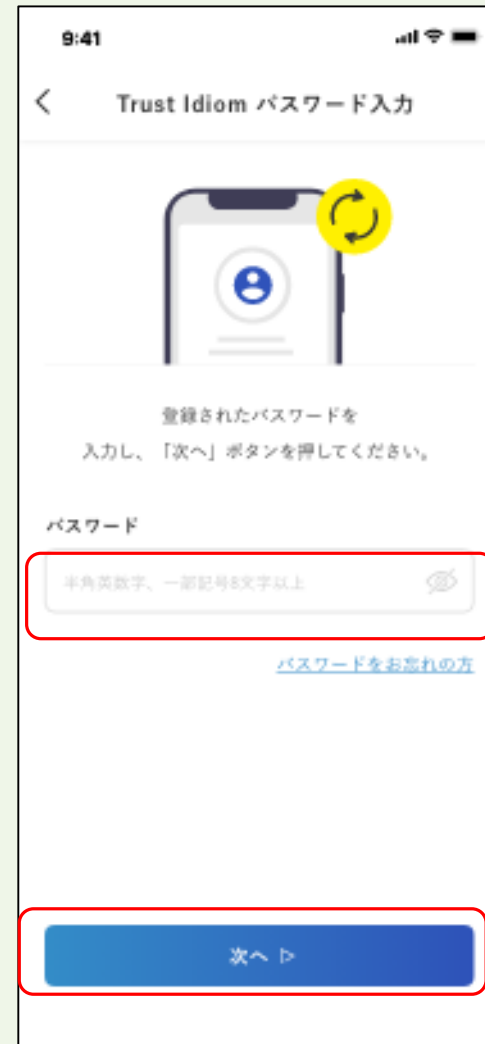 9:41
Trust Idiom パスワード入力
登録されたパスワードを
入力し、「次へ」ボタンを押してください。
パスワード
半角英数字、一部記号8文字以上
パスワードをお忘れの方
次へ ▷